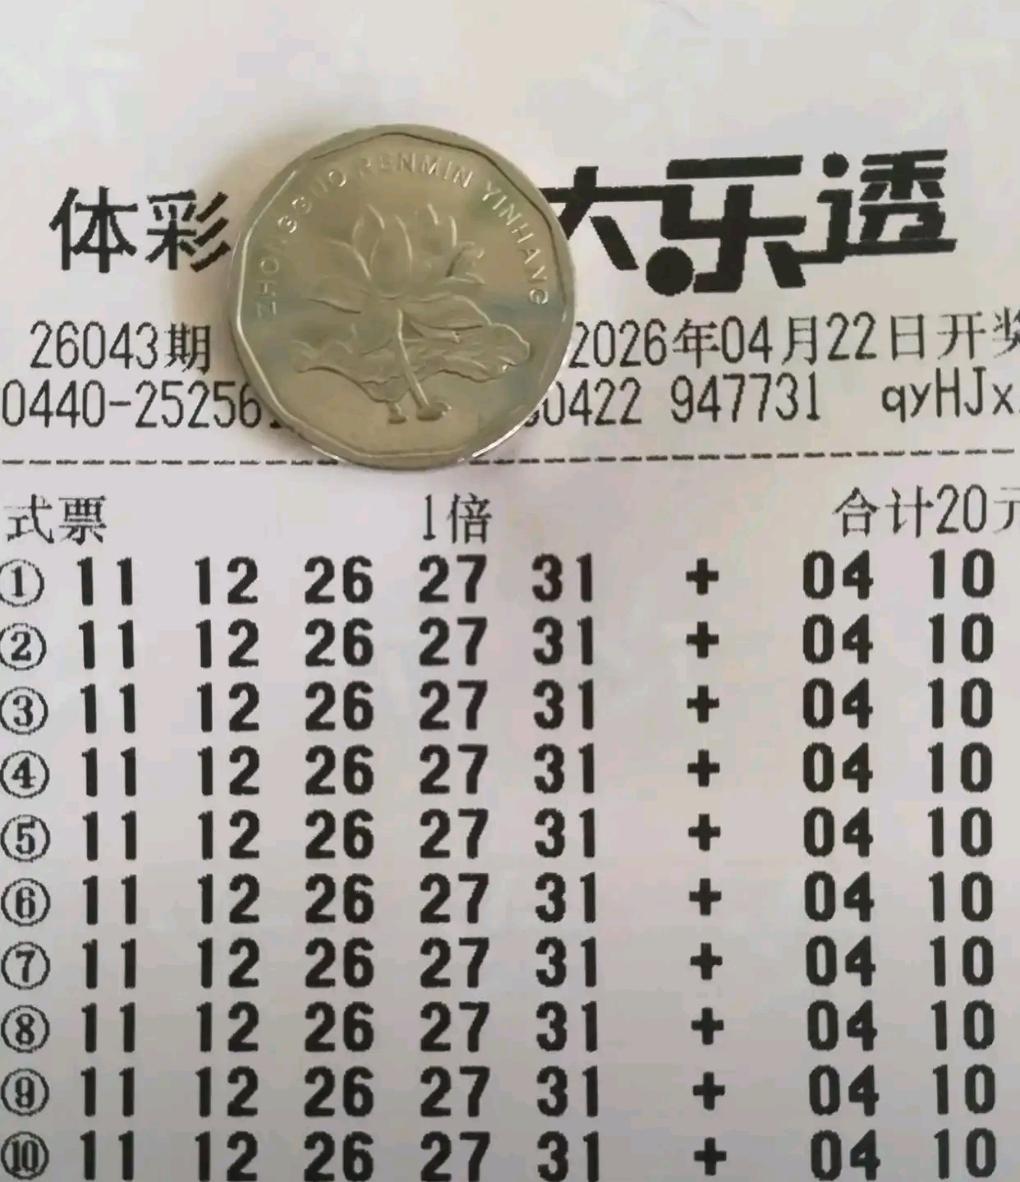 ZHONGGUO RENMIN YINHANG
体彩 大乐透
26043期 2026年04月22日开奖
0440-25256 0422 947731 qyHJx
式票 1倍 合计20元
① 11 12 26 27 31 + 04 10
② 11 12 26 27 31 + 04 10
③ 11 12 26 27 31 + 04 10
④ 11 12 26 27 31 + 04 10
⑤ 11 12 26 27 31 + 04 10
⑥ 11 12 26 27 31 + 04 10
⑦ 11 12 26 27 31 + 04 10
⑧ 11 12 26 27 31 + 04 10
⑨ 11 12 26 27 31 + 04 10
⑩ 11 12 26 27 31 + 04 10